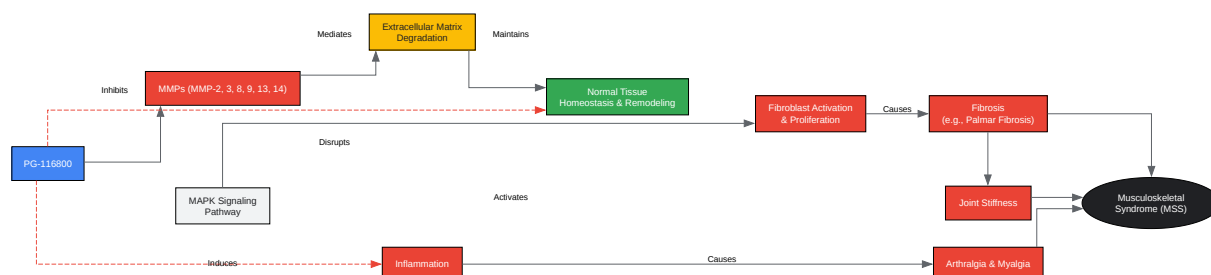 Extracellular Matrix
Degradation
Mediates
Maintains
MMPs (MMP-2, 3, 8, 9, 13, 14)
Inhibits
Normal Tissue
Homeostasis & Remodeling
Fibroblast Activation
& Proliferation
Causes
Fibrosis
(e.g., Palmar Fibrosis)
Disrupts
PG-116800
MAPK Signaling
Pathway
Activates
Joint Stiffness
Musculoskeletal
Syndrome (MSS)
Induces
Inflammation
Causes
Arthralgia & Myalgia